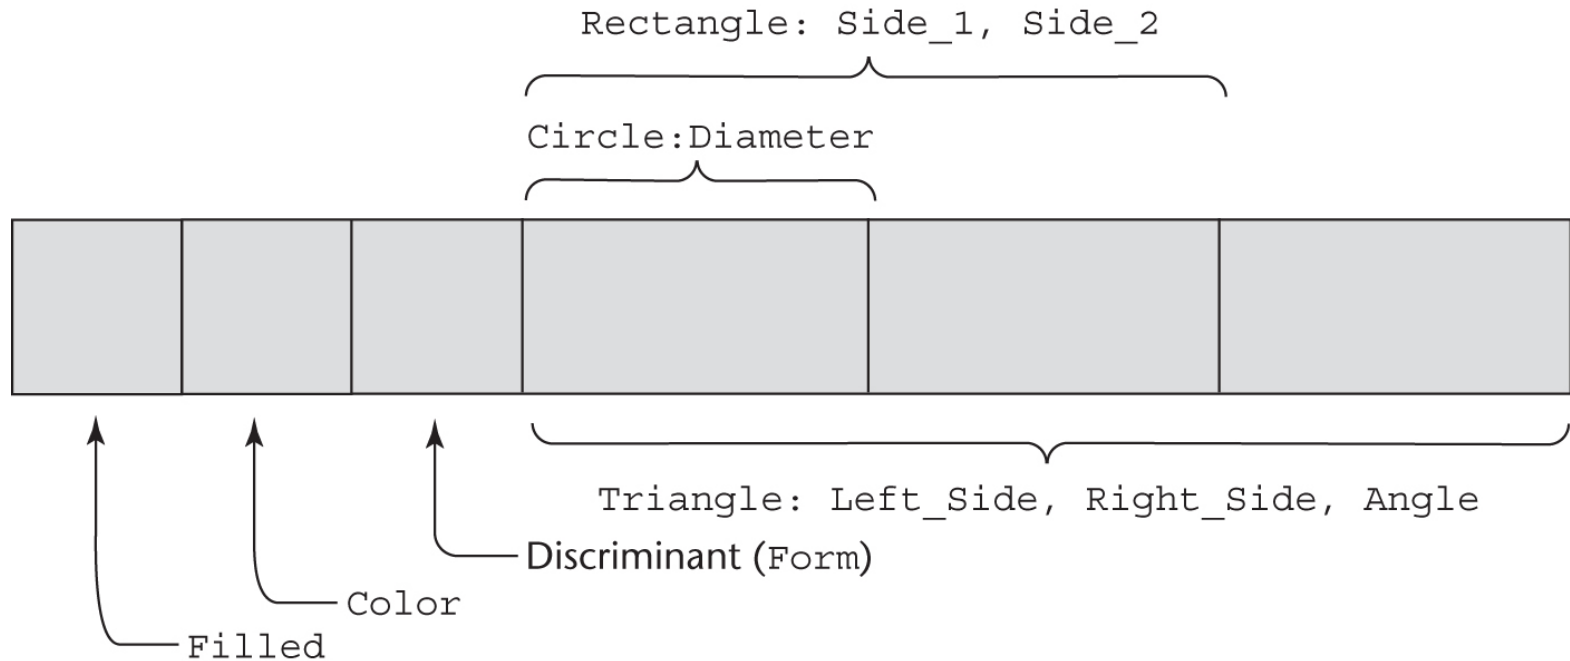 Rectangle: Side_1, Side_2
Circle:Diameter
Triangle: Left_Side, Right_Side, Angle
Discriminant (Form)
Color
Filled